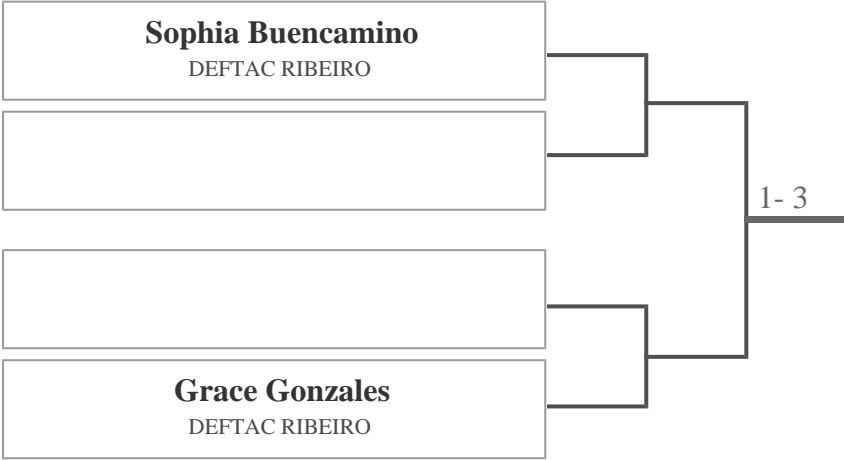 Sophia Buencamino
DEFTAC RIBEIRO
1- 3
Grace Gonzales
DEFTAC RIBEIRO